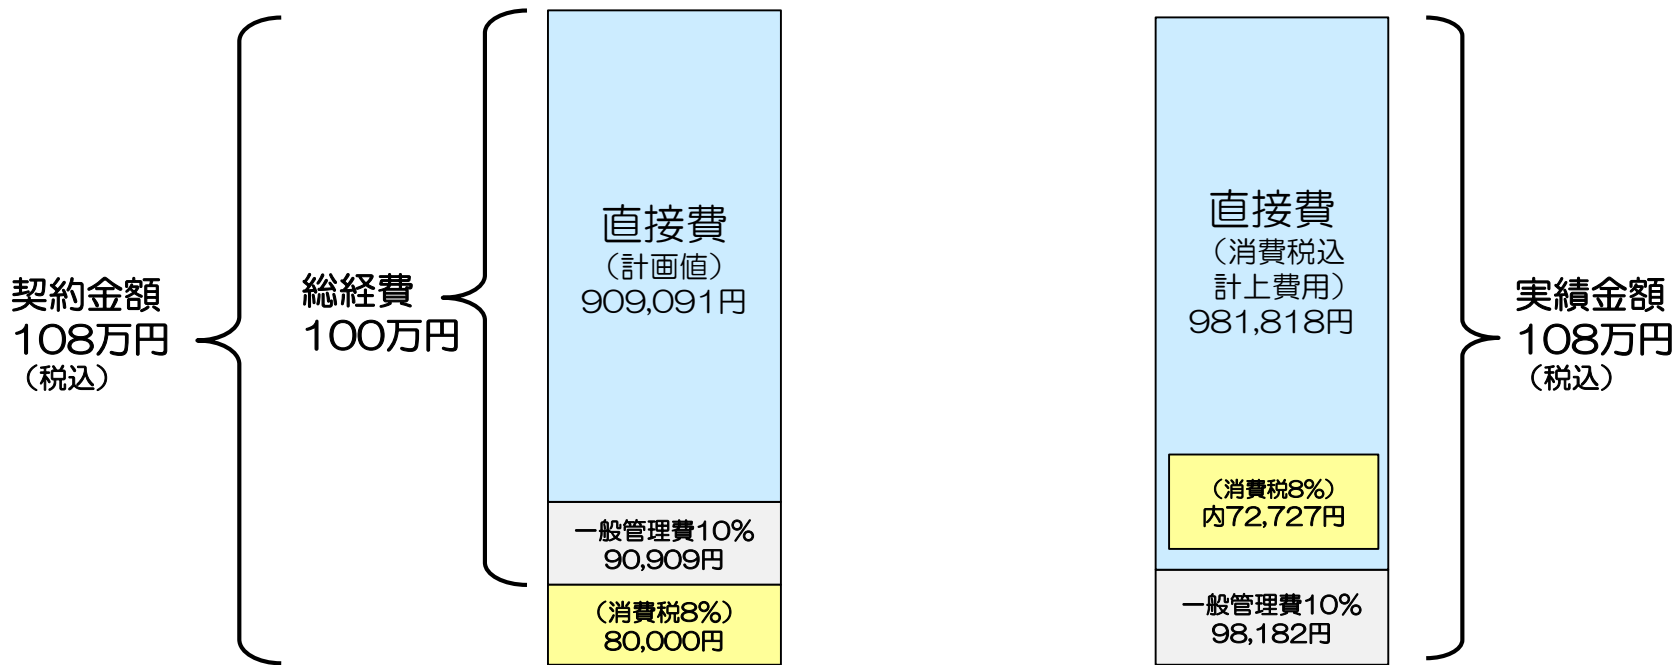 契約金額
108万円
（税込）
総経費
100万円
直接費
（計画値）
909,091円
一般管理費10%
90,909円
（消費税8%）
80,000円
直接費
（消費税込
計上費用）
981,818円
（消費税8%）
内72,727円
一般管理費10%
98,182円
実績金額
108万円
（税込）